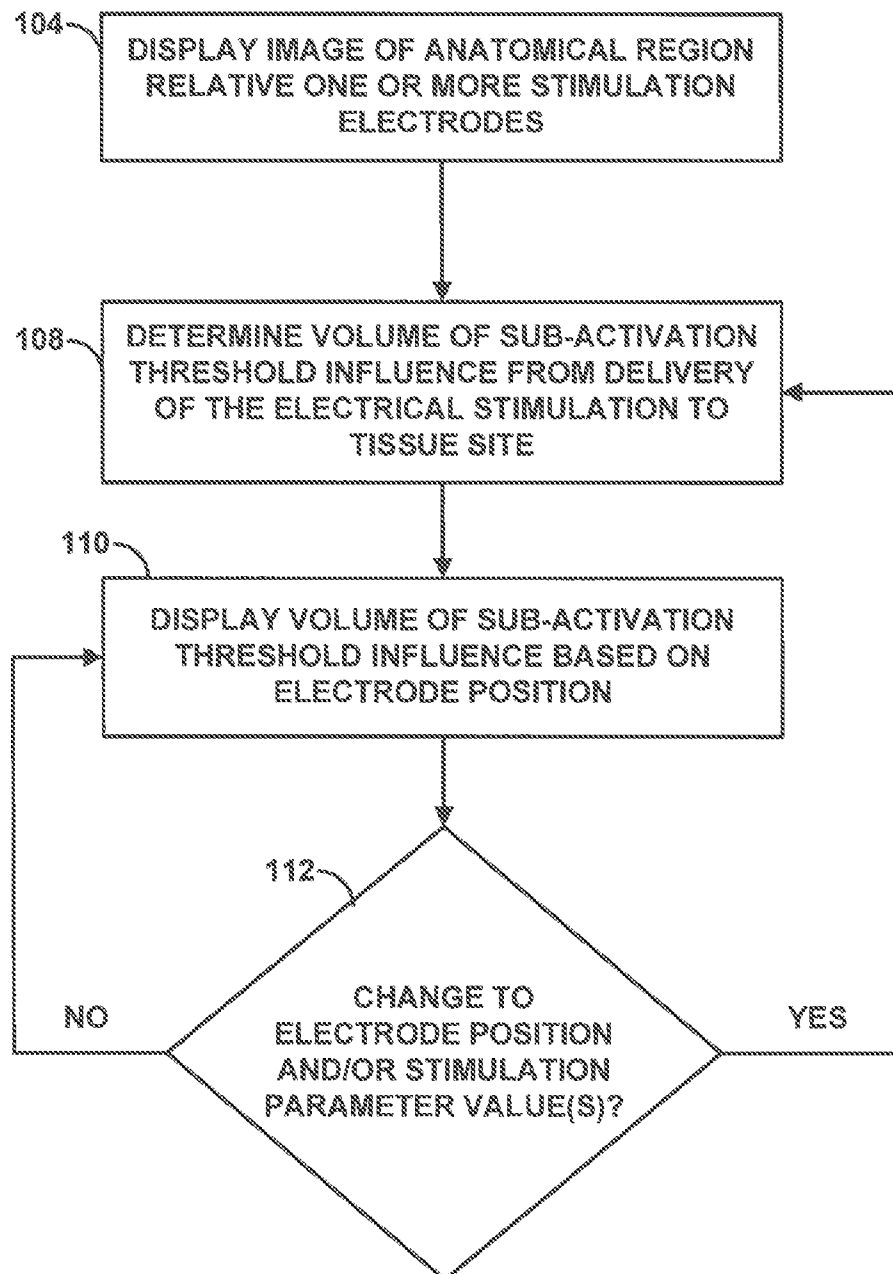 104
DISPLAY IMAGE OF ANATOMICAL REGION
RELATIVE ONE OR MORE STIMULATION
ELECTRODES
108
DETERMINE VOLUME OF SUB-ACTIVATION
THRESHOLD INFLUENCE FROM DELIVERY
OF THE ELECTRICAL STIMULATION TO
TISSUE SITE
110
DISPLAY VOLUME OF SUB-ACTIVATION
THRESHOLD INFLUENCE BASED ON
ELECTRODE POSITION
112
NO
CHANGE TO
ELECTRODE POSITION
AND/OR STIMULATION
PARAMETER VALUE(S)?
YES